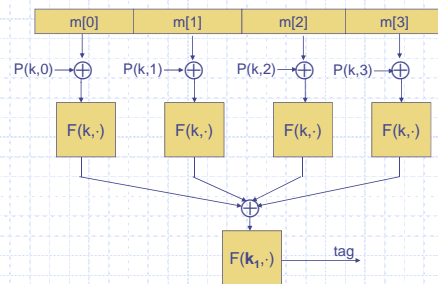 m[0] m[1] m[2] m[3]
P(k,0) P(k,1) P(k,2) P(k,3)
F(k,·) F(k,·) F(k,·) F(k,·)
F(k₁,·) tag